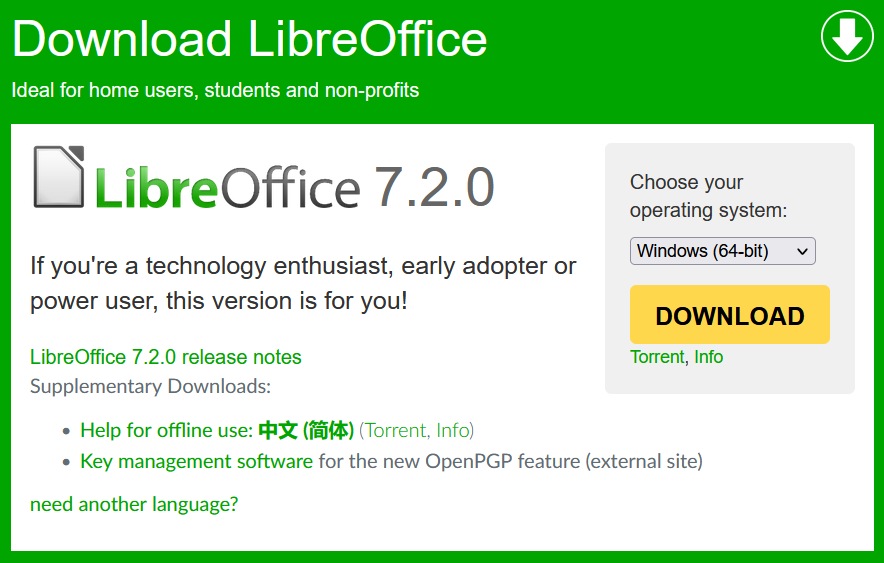 Download LibreOffice
Ideal for home users, students and non-profits
LibreOffice 7.2.0
If you're a technology enthusiast, early adopter or
power user, this version is for you!
LibreOffice 7.2.0 release notes
Supplementary Downloads:
• Help for offline use: 中文 (简体) (Torrent, Info)
• Key management software for the new OpenPGP feature (external site)
need another language?
Choose your
operating system:
Windows (64-bit)
DOWNLOAD
Torrent, Info